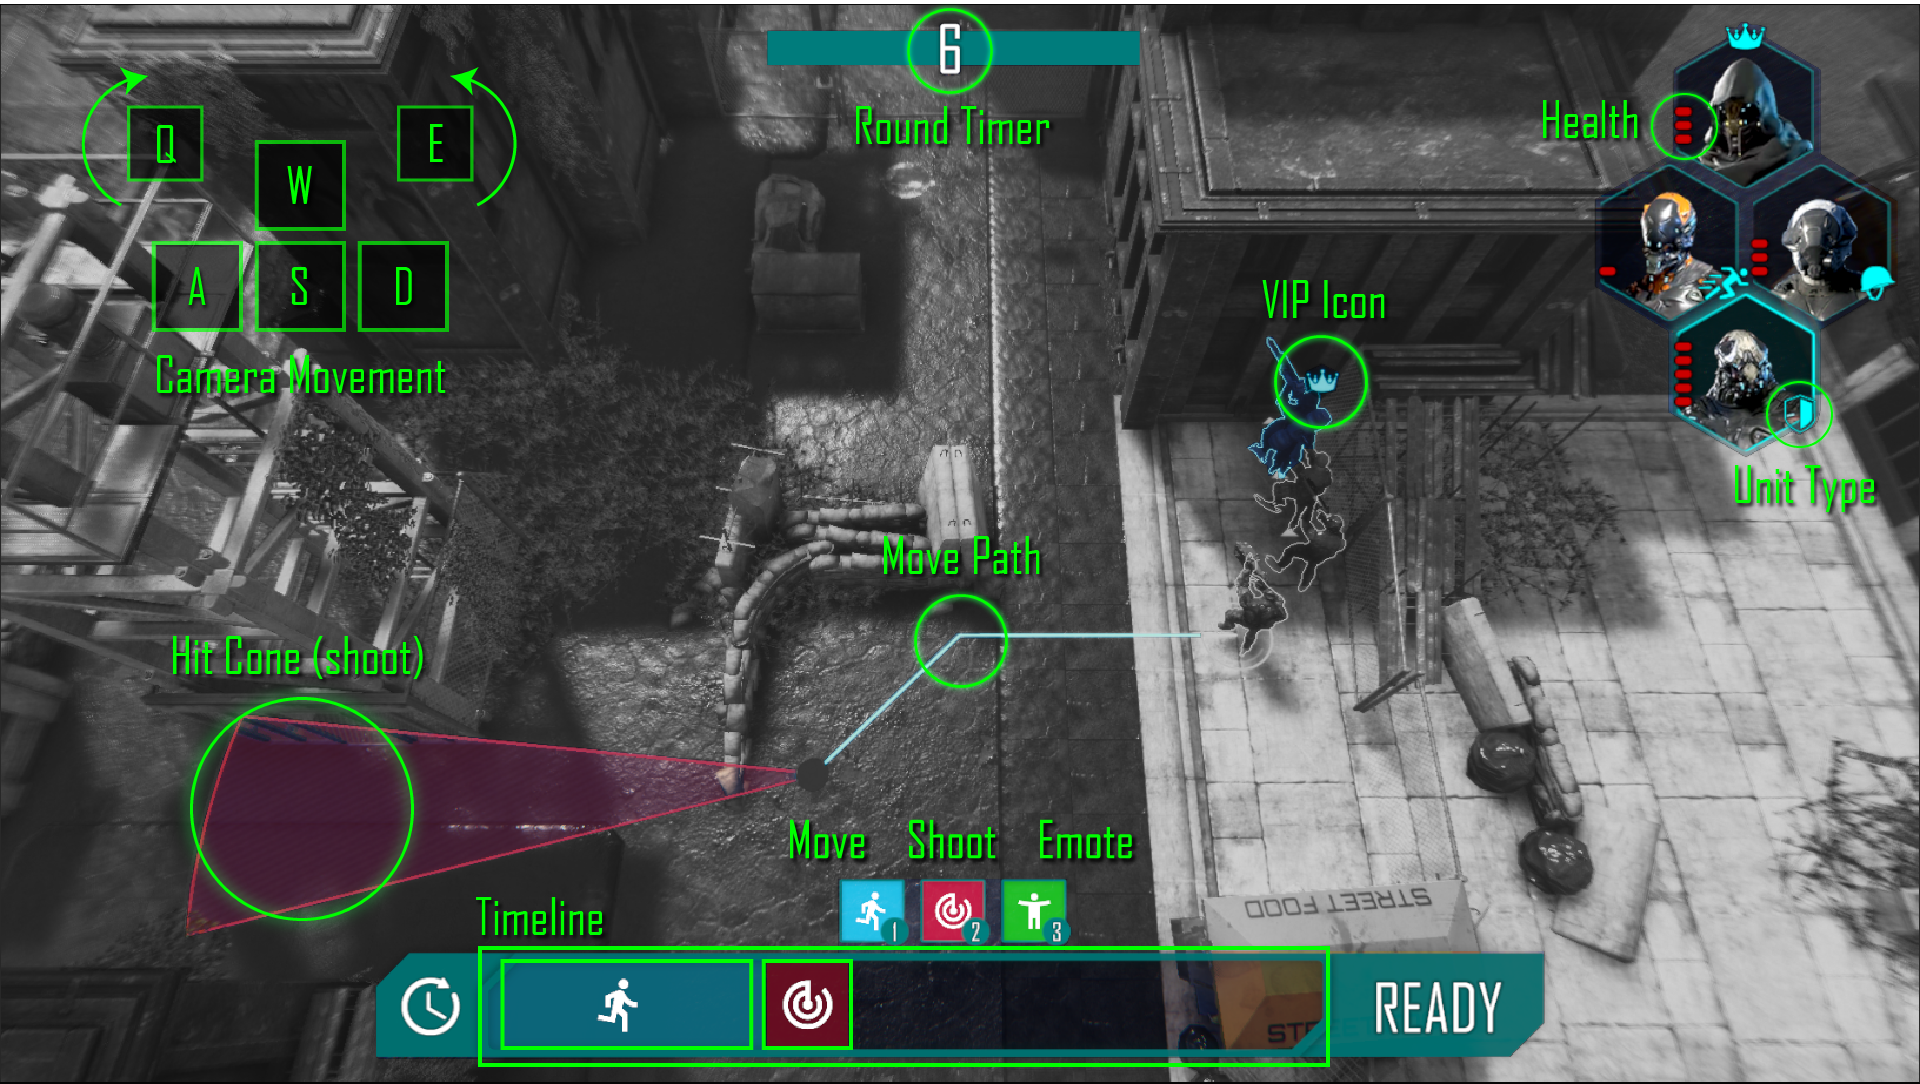 6
Round Timer
Q
W
E
A
S
D
Camera Movement
Health
VIP Icon
Unit Type
Move Path
Hit Cone (shoot)
Move
Shoot
Emote
1
2
3
Timeline
READY
STREET FOOD